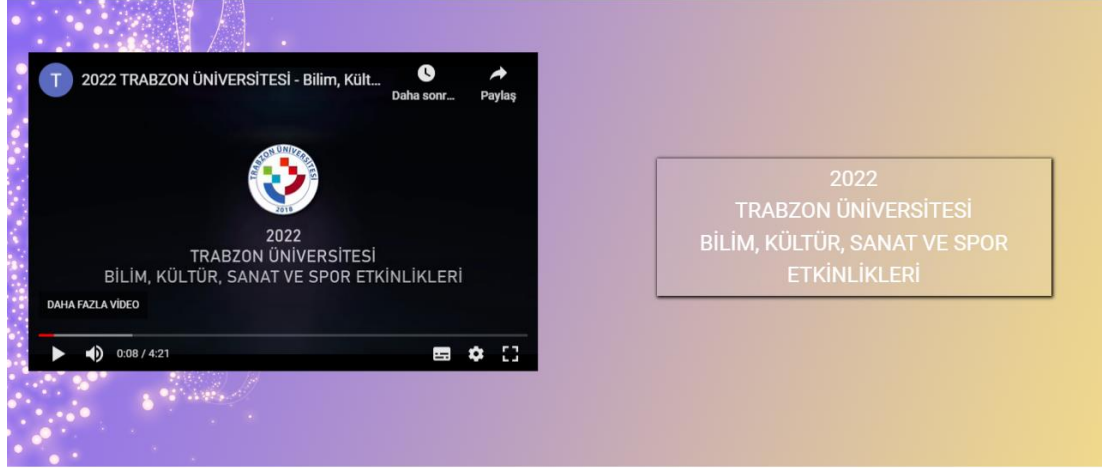 T
2022 TRABZON ÜNİVERSİTESİ - Bilim, Kült...
Daha sonr...
Paylaş
TRABZON ÜNİVERSİTESİ
2018
2022
TRABZON ÜNİVERSİTESİ
BİLİM, KÜLTÜR, SANAT VE SPOR ETKİNLİKLERİ
DAHA FAZLA VİDEO
0:08 / 4:21
2022
TRABZON ÜNİVERSİTESİ
BİLİM, KÜLTÜR, SANAT VE SPOR
ETKİNLİKLERİ